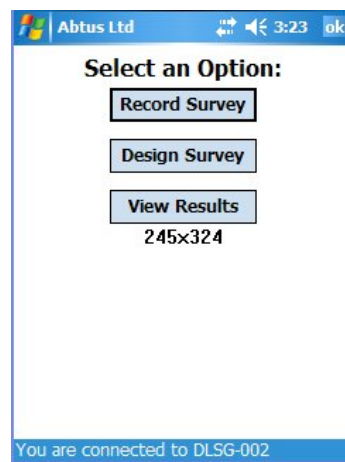 Abtus Ltd 3:23 ok
Select an Option:
Record Survey
Design Survey
View Results
245x324
You are connected to DLSG-002